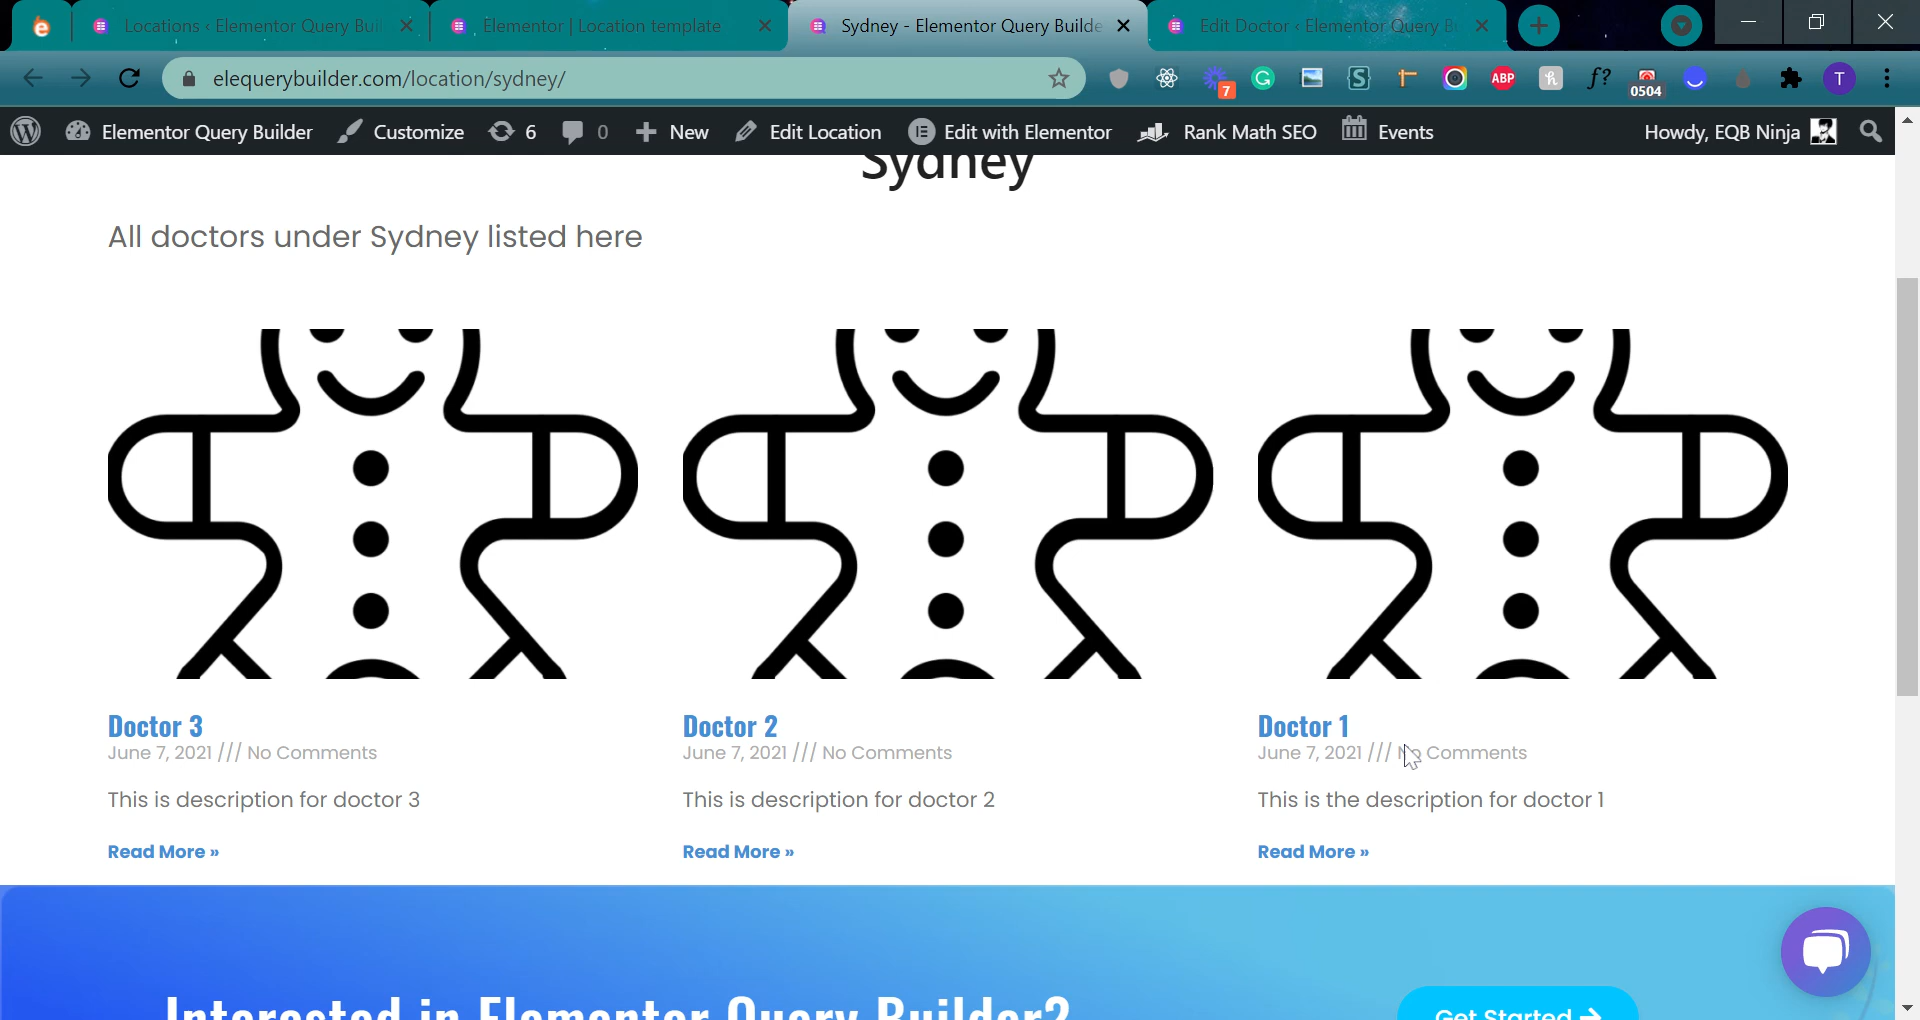 Locations ‹ Elementor Query Buil
Elementor | Location template
Sydney - Elementor Query Builde
Edit Doctor ‹ Elementor Query B
elequerybuilder.com/location/sydney/
7
ABP
f?
0504
T
Elementor Query Builder
Customize
6
0
New
Edit Location
Edit with Elementor
Rank Math SEO
Events
Howdy, EQB Ninja
Sydney
All doctors under Sydney listed here
Doctor 3
June 7, 2021 /// No Comments
This is description for doctor 3
Read More »
Doctor 2
June 7, 2021 /// No Comments
This is description for doctor 2
Read More »
Doctor 1
June 7, 2021 /// No Comments
This is the description for doctor 1
Read More »
Interested in Elementor Query Builder?
Get Started